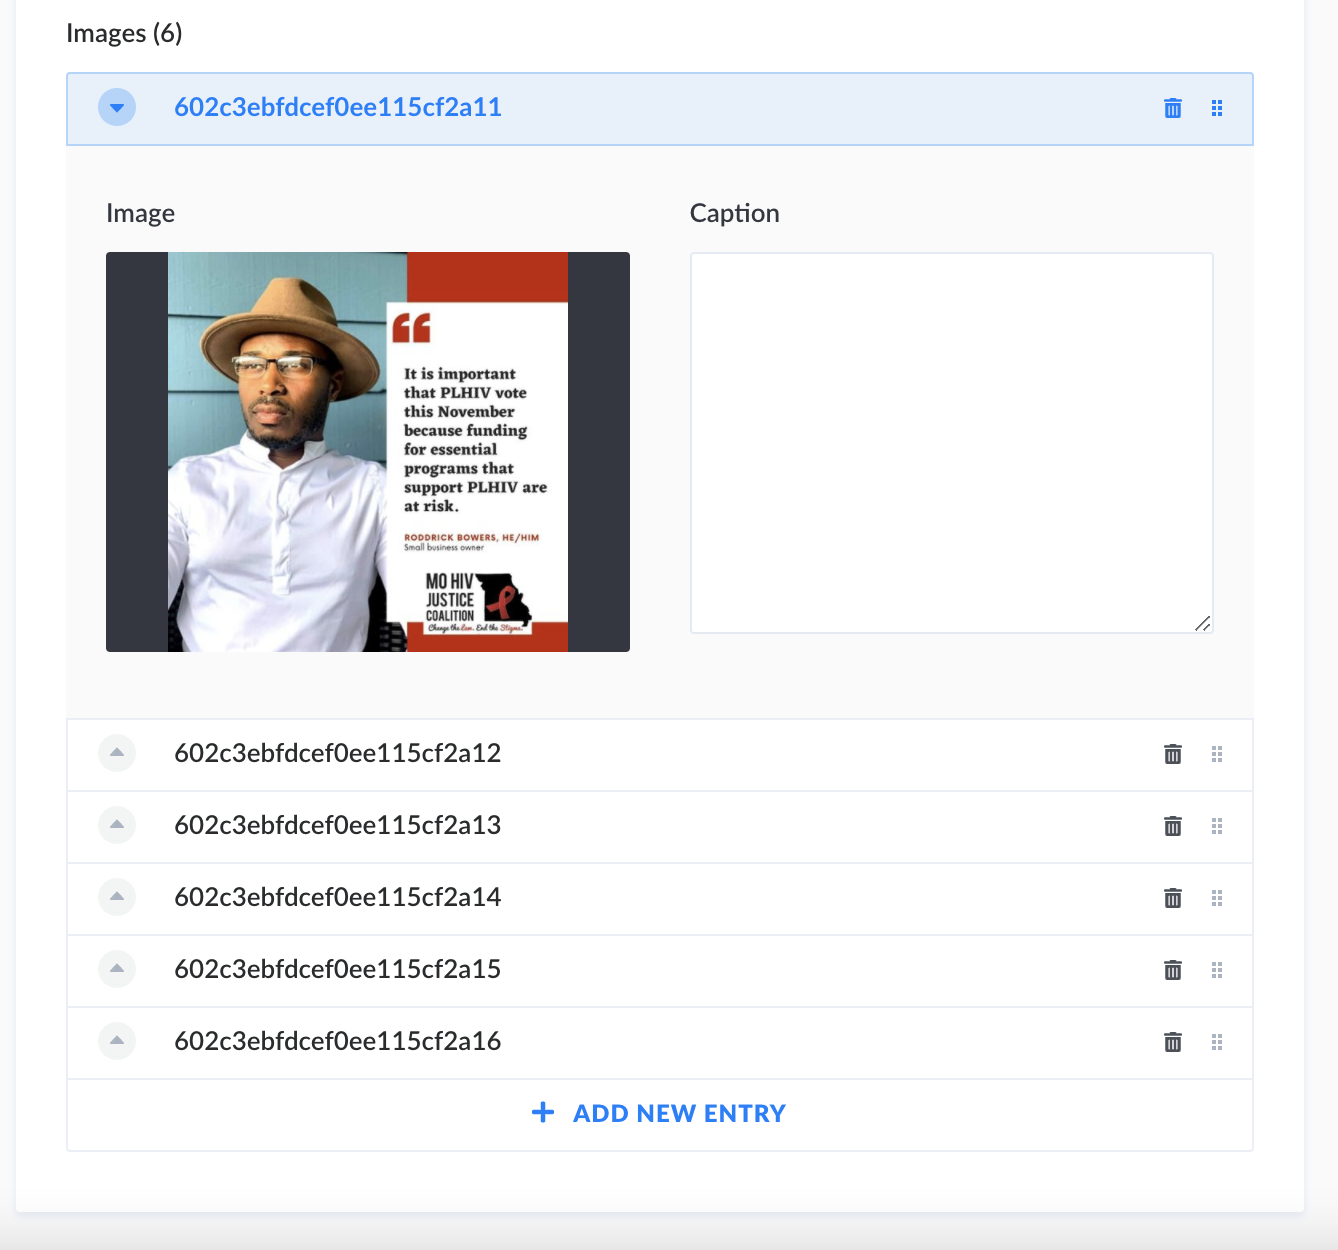 Images (6)
602c3ebfdcef0ee115cf2a11
Image
Caption
It is important
that PLHIV vote
this November
because funding
for essential
programs that
support PLHIV are
at risk.
RODDRICK BOWERS, HE/HIM
Small business owner
MO HIV
JUSTICE
COALITION
Change the Law. End the Stigma.
602c3ebfdcef0ee115cf2a12
602c3ebfdcef0ee115cf2a13
602c3ebfdcef0ee115cf2a14
602c3ebfdcef0ee115cf2a15
602c3ebfdcef0ee115cf2a16
ADD NEW ENTRY